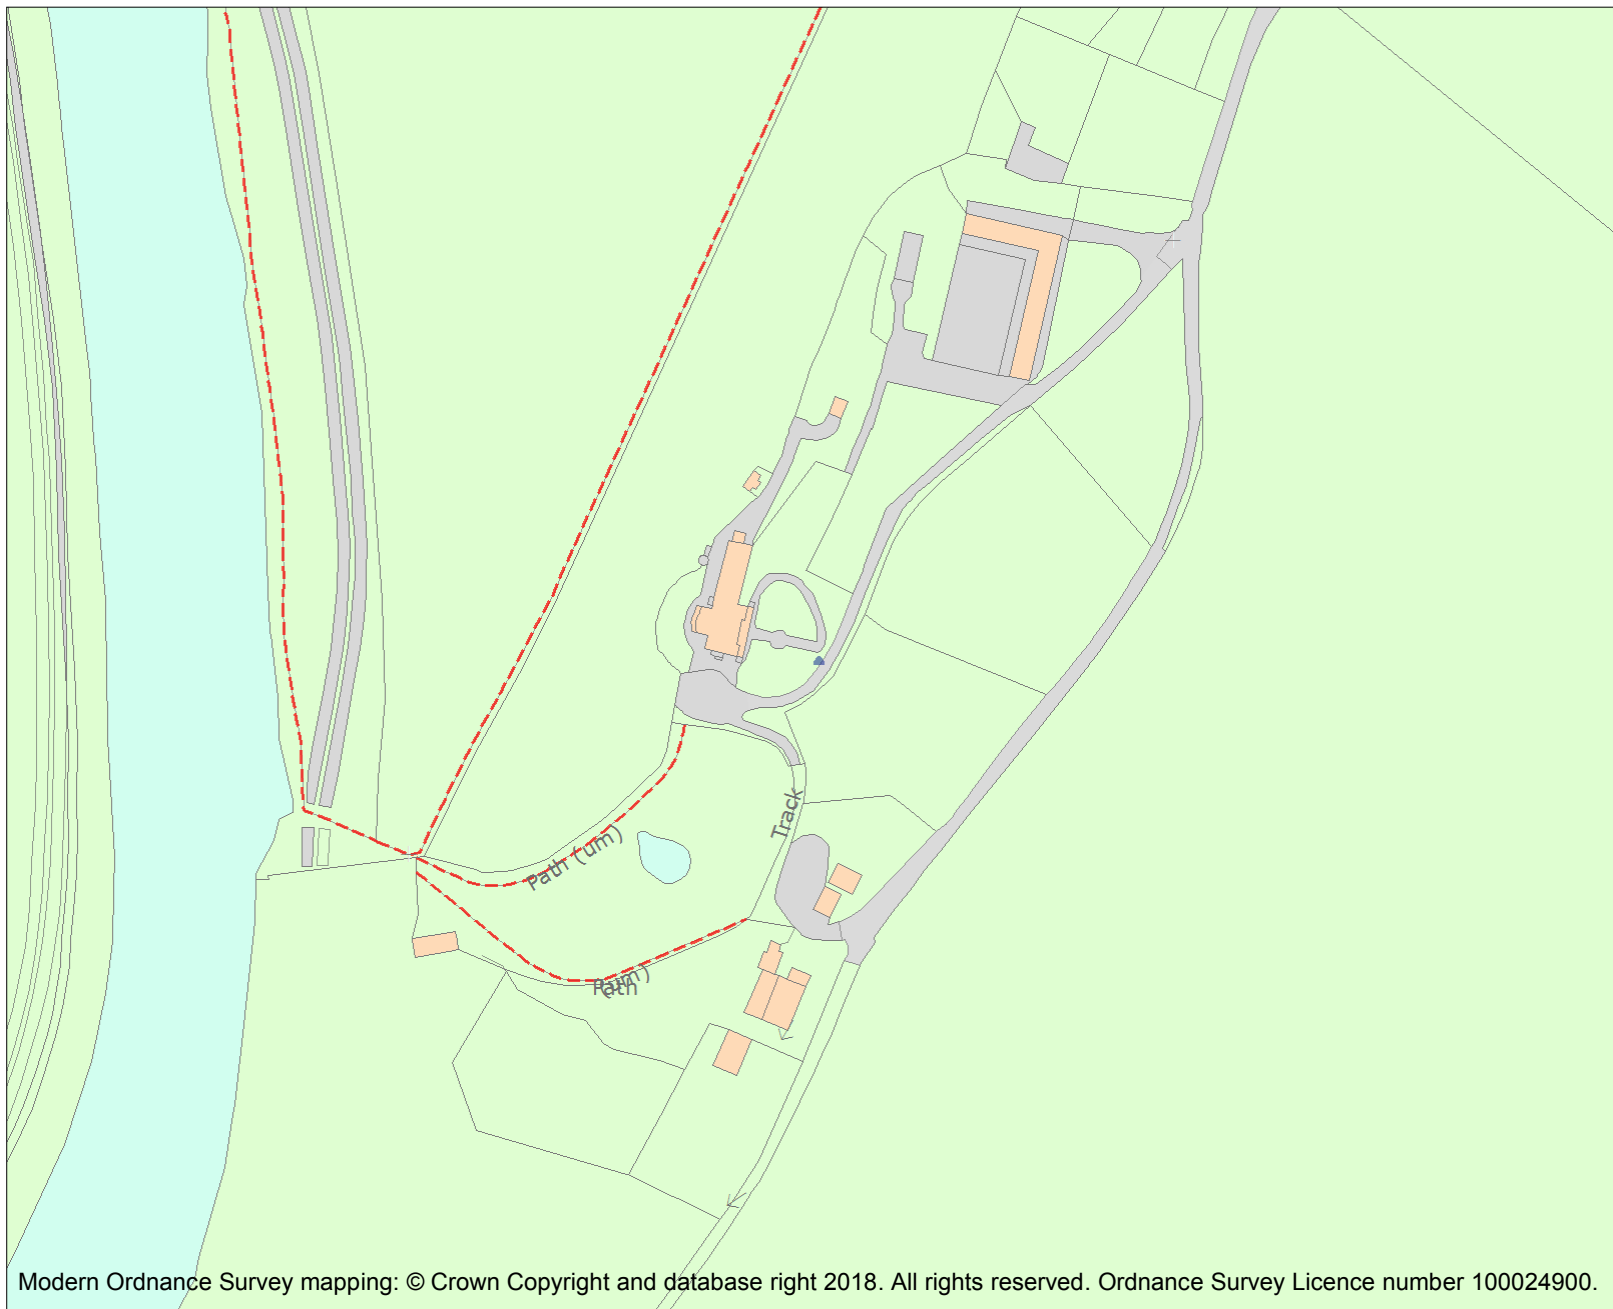 Track
Path (um)
(um)
Path
Modern Ordnance Survey mapping: © Crown Copyright and database right 2018. All rights reserved. Ordnance Survey Licence number 100024900.